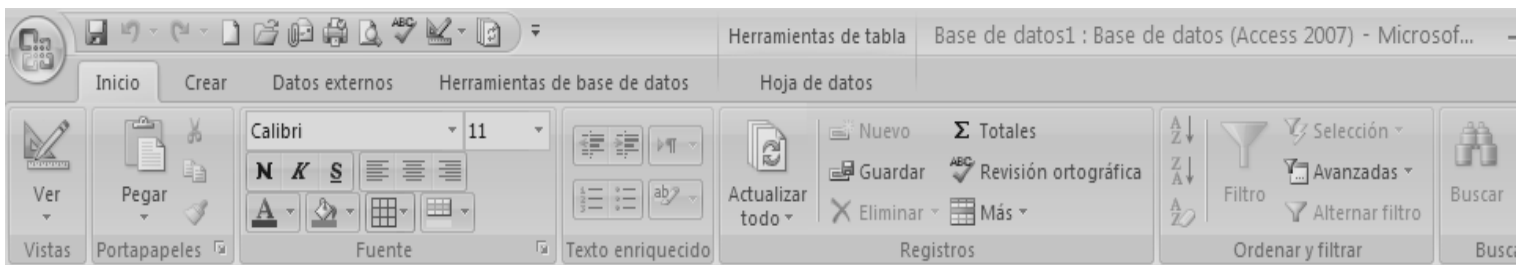 Herramientas de tabla Base de datos1 : Base de datos (Access 2007) - Microsof...
Inicio Crear Datos externos Herramientas de base de datos Hoja de datos
Calibri 11
N K S
Ver
Pegar
Actualizar todo
Nuevo
Guardar
Eliminar
Σ Totales
Revisión ortográfica
Más
Filtro
Selección
Avanzadas
Alternar filtro
Buscar
Vistas Portapapeles Fuente Texto enriquecido Registros Ordenar y filtrar Busca